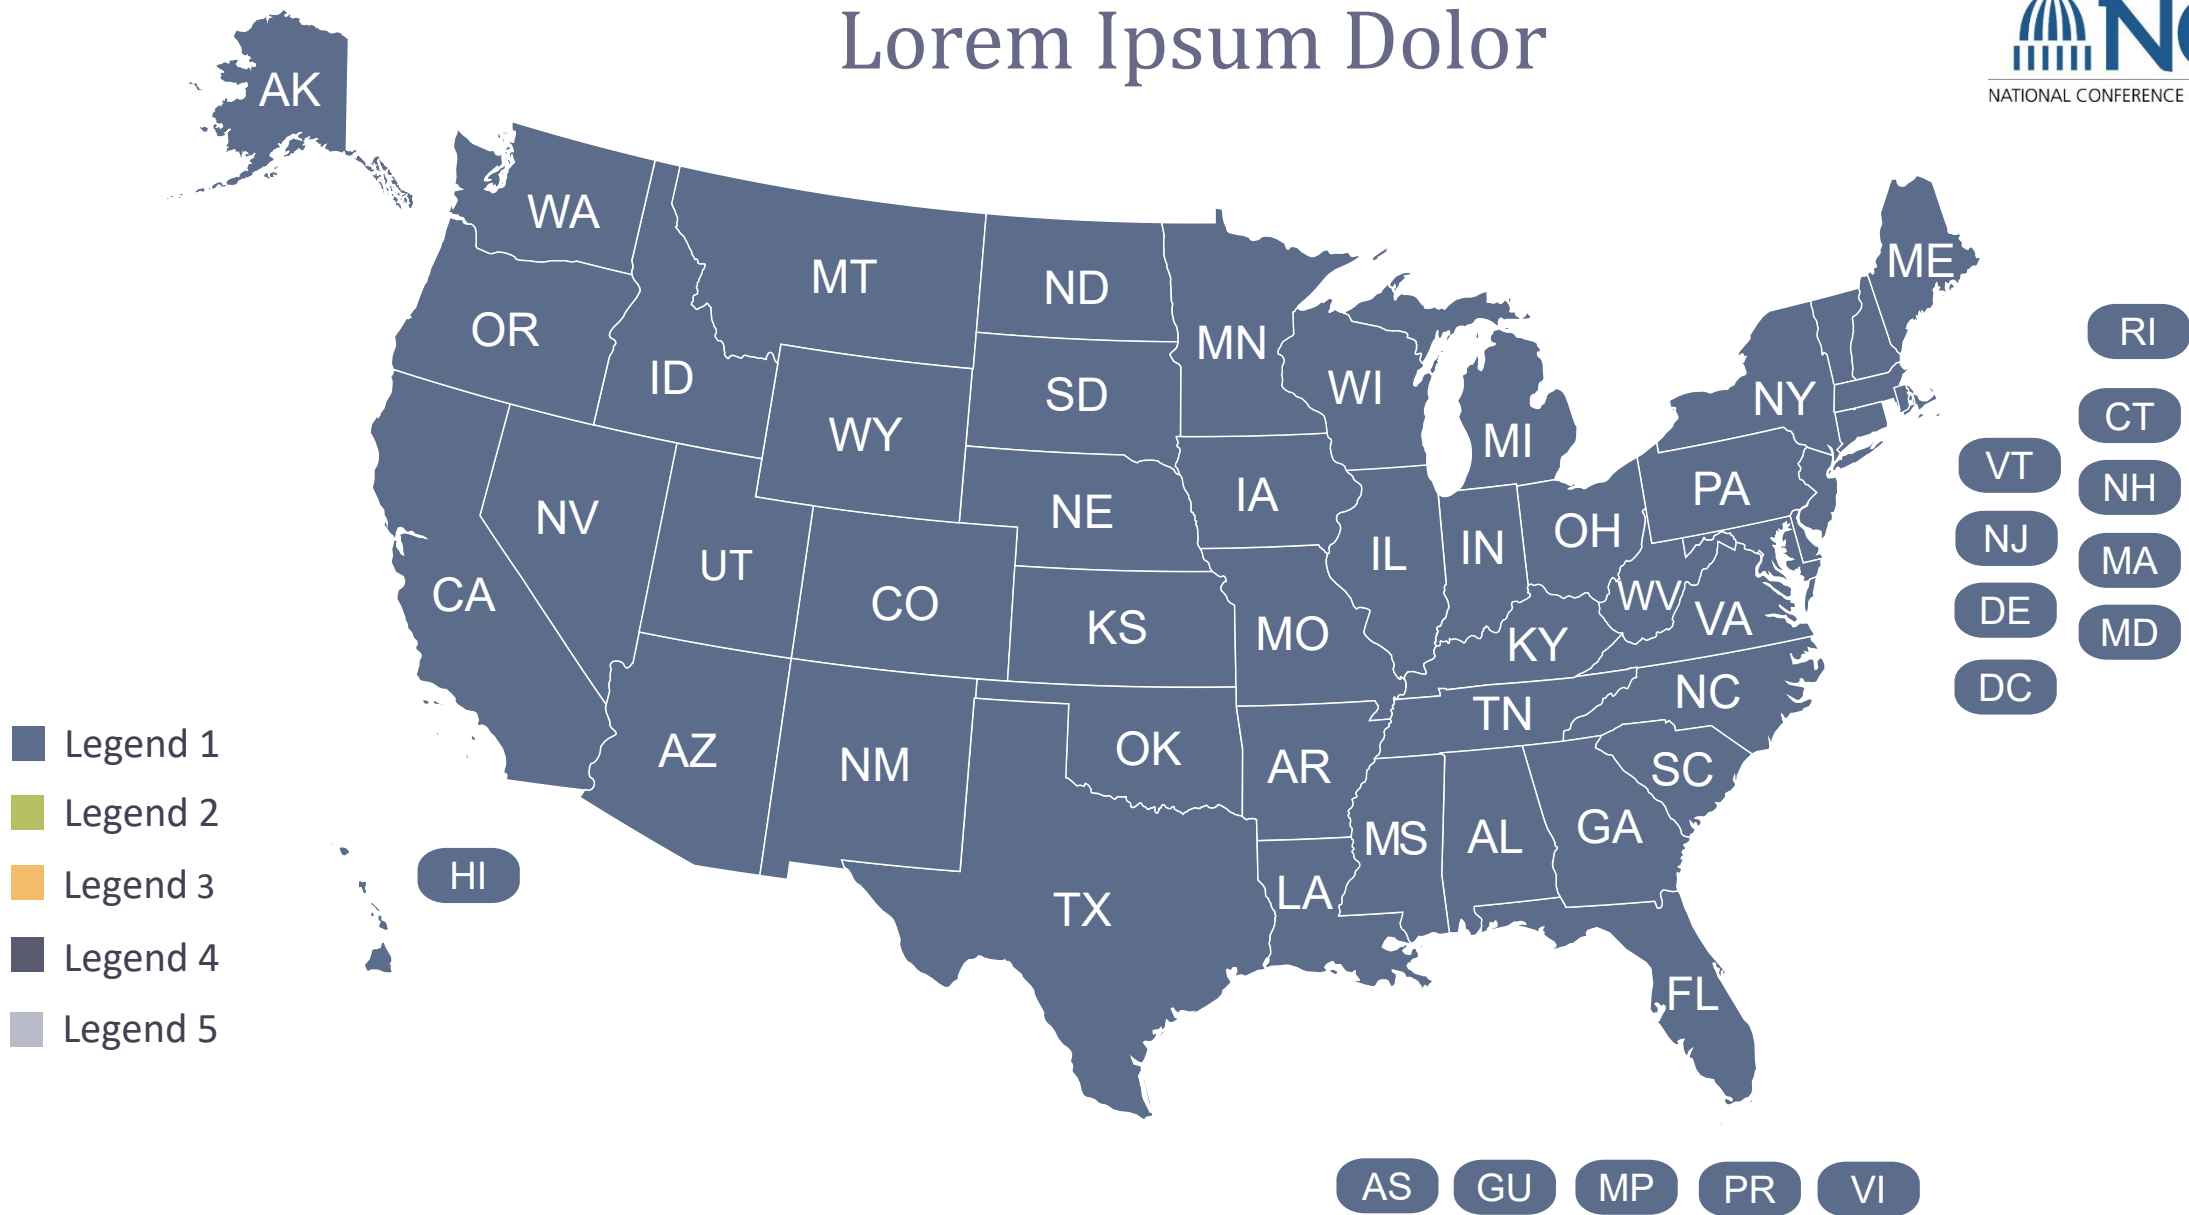 Lorem Ipsum Dolor
NATIONAL CONFERENCE
AK
WA
MT
ND
MN
ME
OR
ID
SD
WI
NY
RI
WY
MI
CT
VT
NV
NE
IA
PA
NH
UT
IL
IN
OH
NJ
MA
CA
CO
KS
MO
KY
WV
VA
DE
MD
DC
NC
TN
AZ
NM
OK
AR
SC
MS
AL
GA
LA
TX
FL
HI
Legend 1
Legend 2
Legend 3
Legend 4
Legend 5
AS
GU
MP
PR
VI